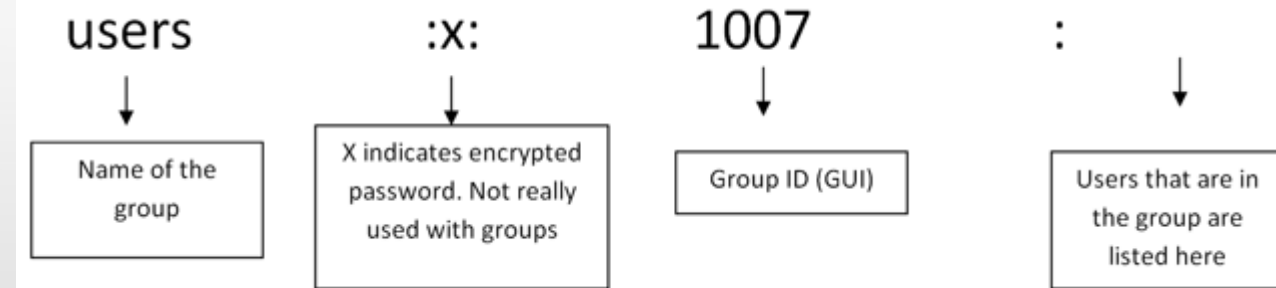 users :x: 1007 :
Name of the
group
X indicates encrypted
password. Not really
used with groups
Group ID (GUI)
Users that are in
the group are
listed here